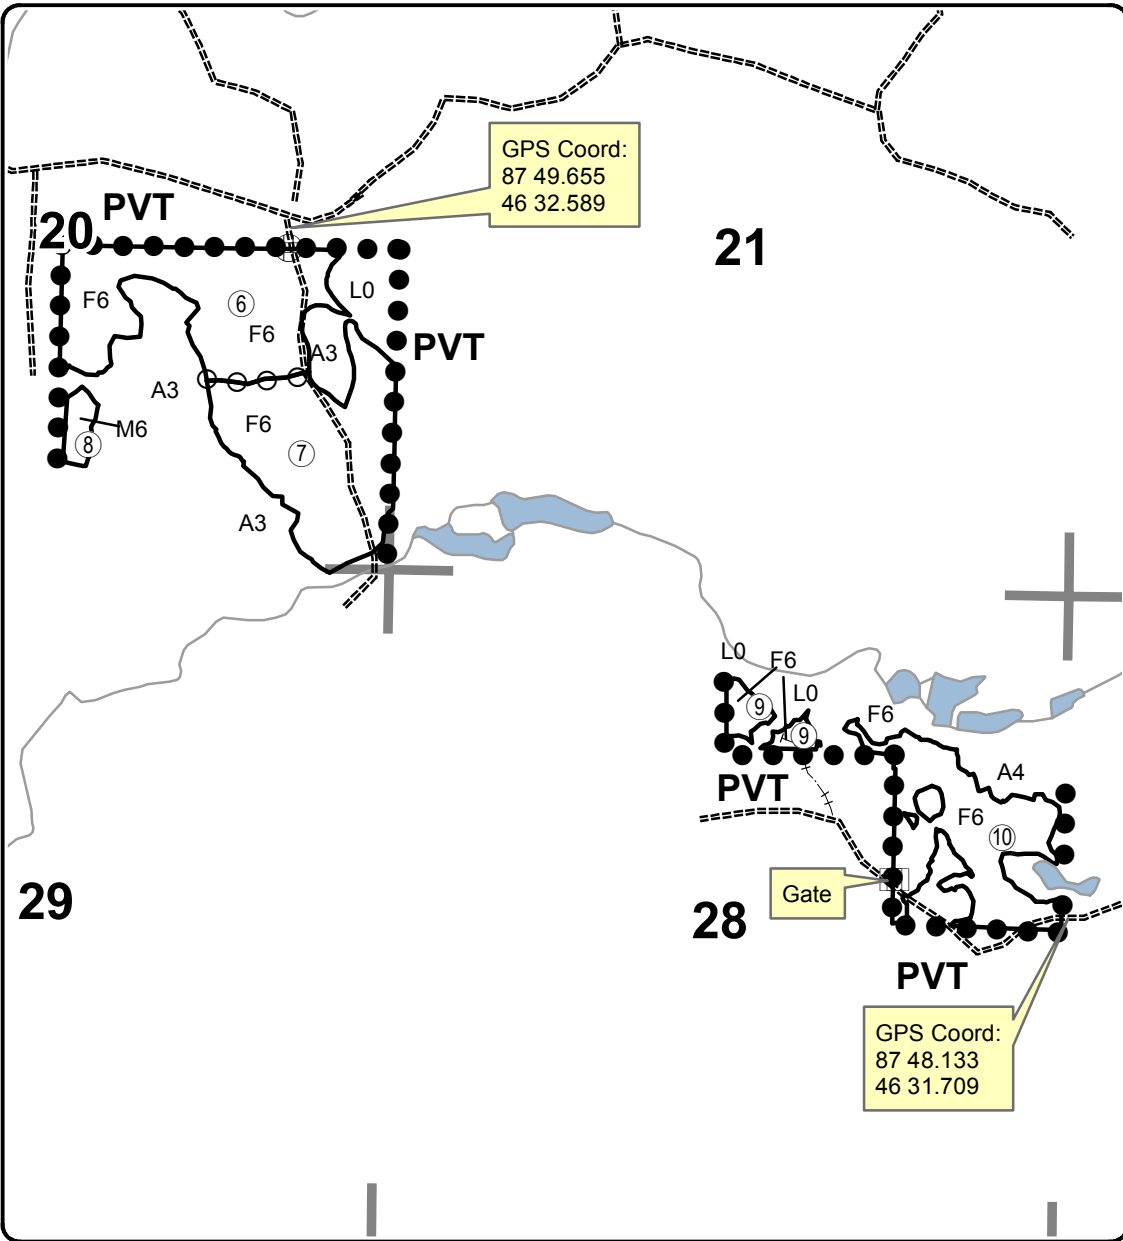 GPS Coord:
87 49.655
46 32.589
PVT
20
21
F6
6
L0
F6
A3
PVT
A3
M6
8
F6
7
A3
L0
F6
9
L0
9
F6
PVT
A4
F6
10
29
Gate
28
PVT
GPS Coord:
87 48.133
46 31.709